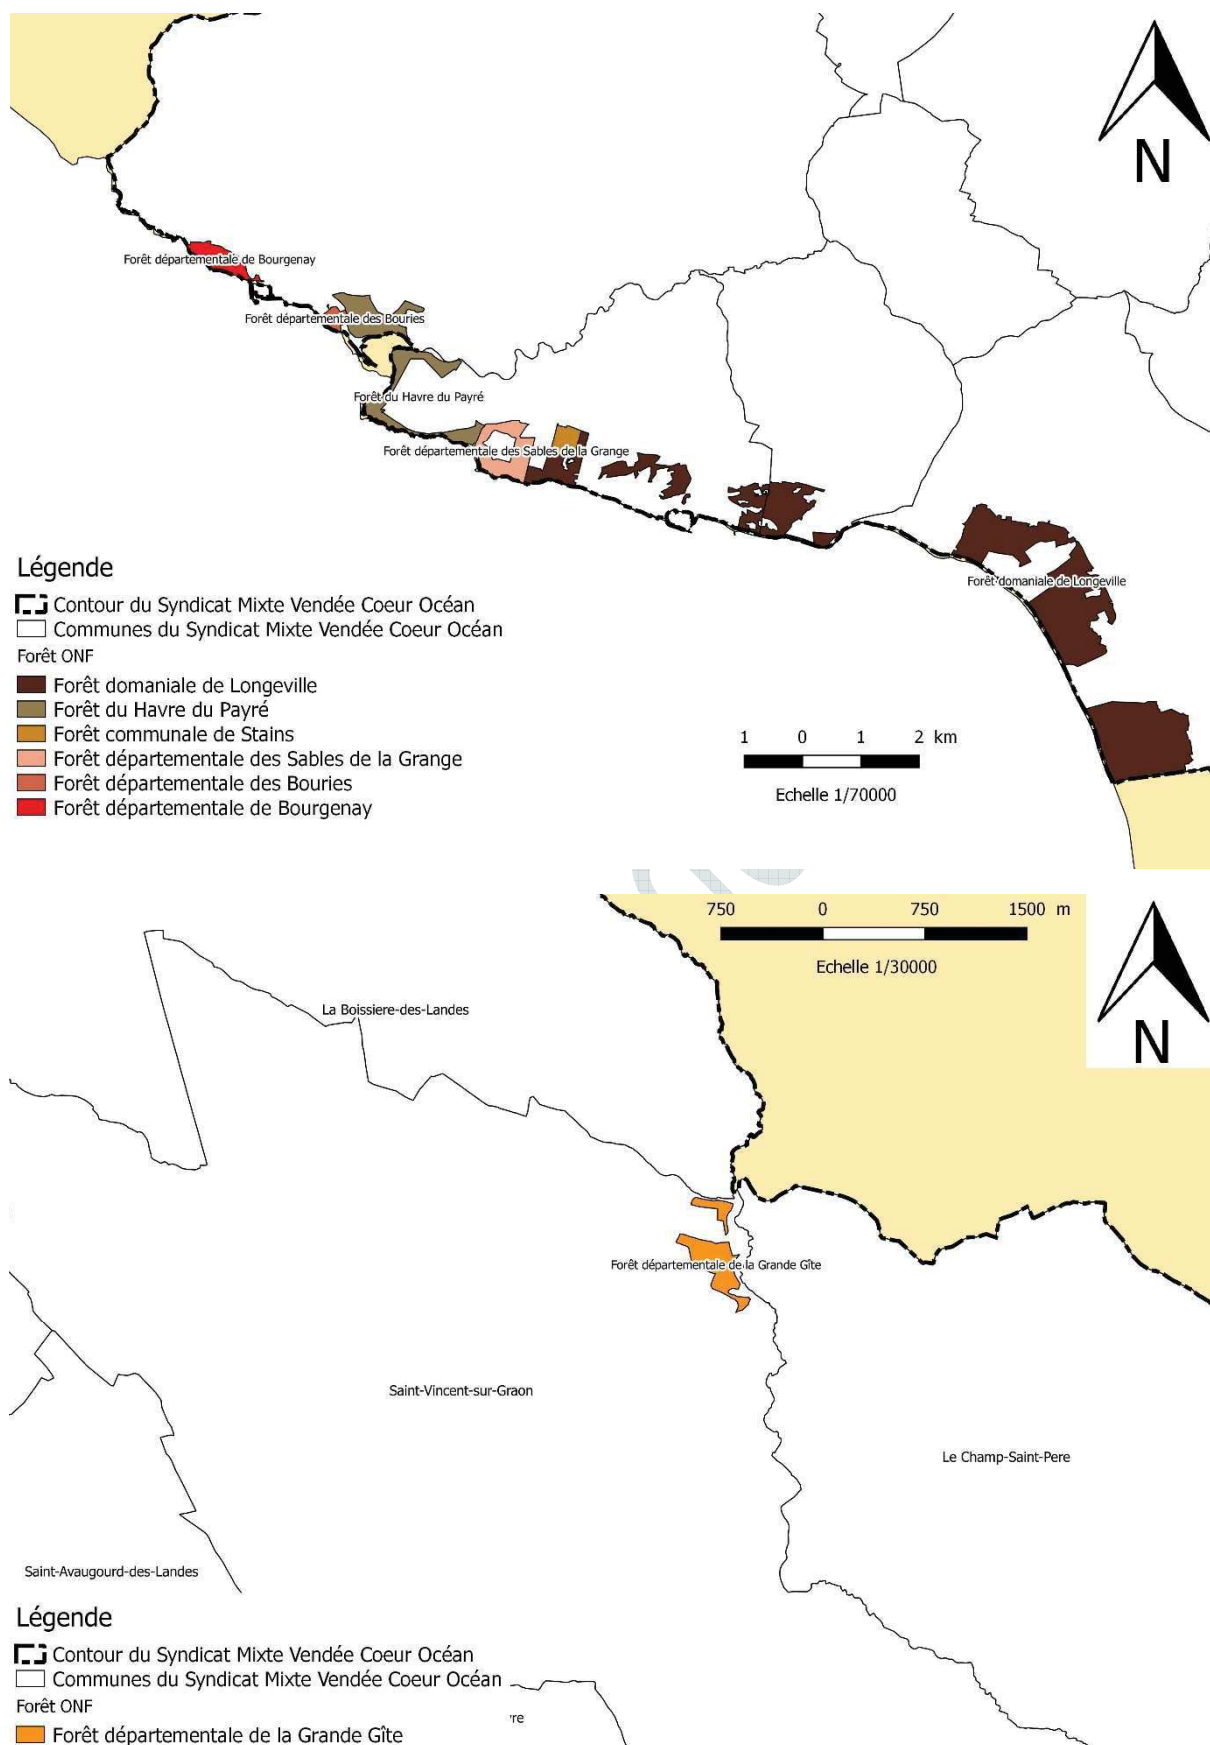 N
Forêt départementale de Bourgenay
Forêt départementale des Bouries
Forêt du Havre du Payré
Forêt départementale des Sables de la Grange
Forêt domaniale de Longeville
Légende
Contour du Syndicat Mixte Vendée Coeur Océan
Communes du Syndicat Mixte Vendée Coeur Océan
Forêt ONF
Forêt domaniale de Longeville
Forêt du Havre du Payré
Forêt communale de Stains
Forêt départementale des Sables de la Grange
Forêt départementale des Bouries
Forêt départementale de Bourgenay
1 0 1 2 km
Echelle 1/70000
750 0 750 1500 m
Echelle 1/30000
N
La Boissiere-des-Landes
Forêt départementale de la Grande Gîte
Saint-Vincent-sur-Graon
Le Champ-Saint-Pere
Saint-Avaugourd-des-Landes
Légende
Contour du Syndicat Mixte Vendée Coeur Océan
Communes du Syndicat Mixte Vendée Coeur Océan
Forêt ONF
Forêt départementale de la Grande Gîte